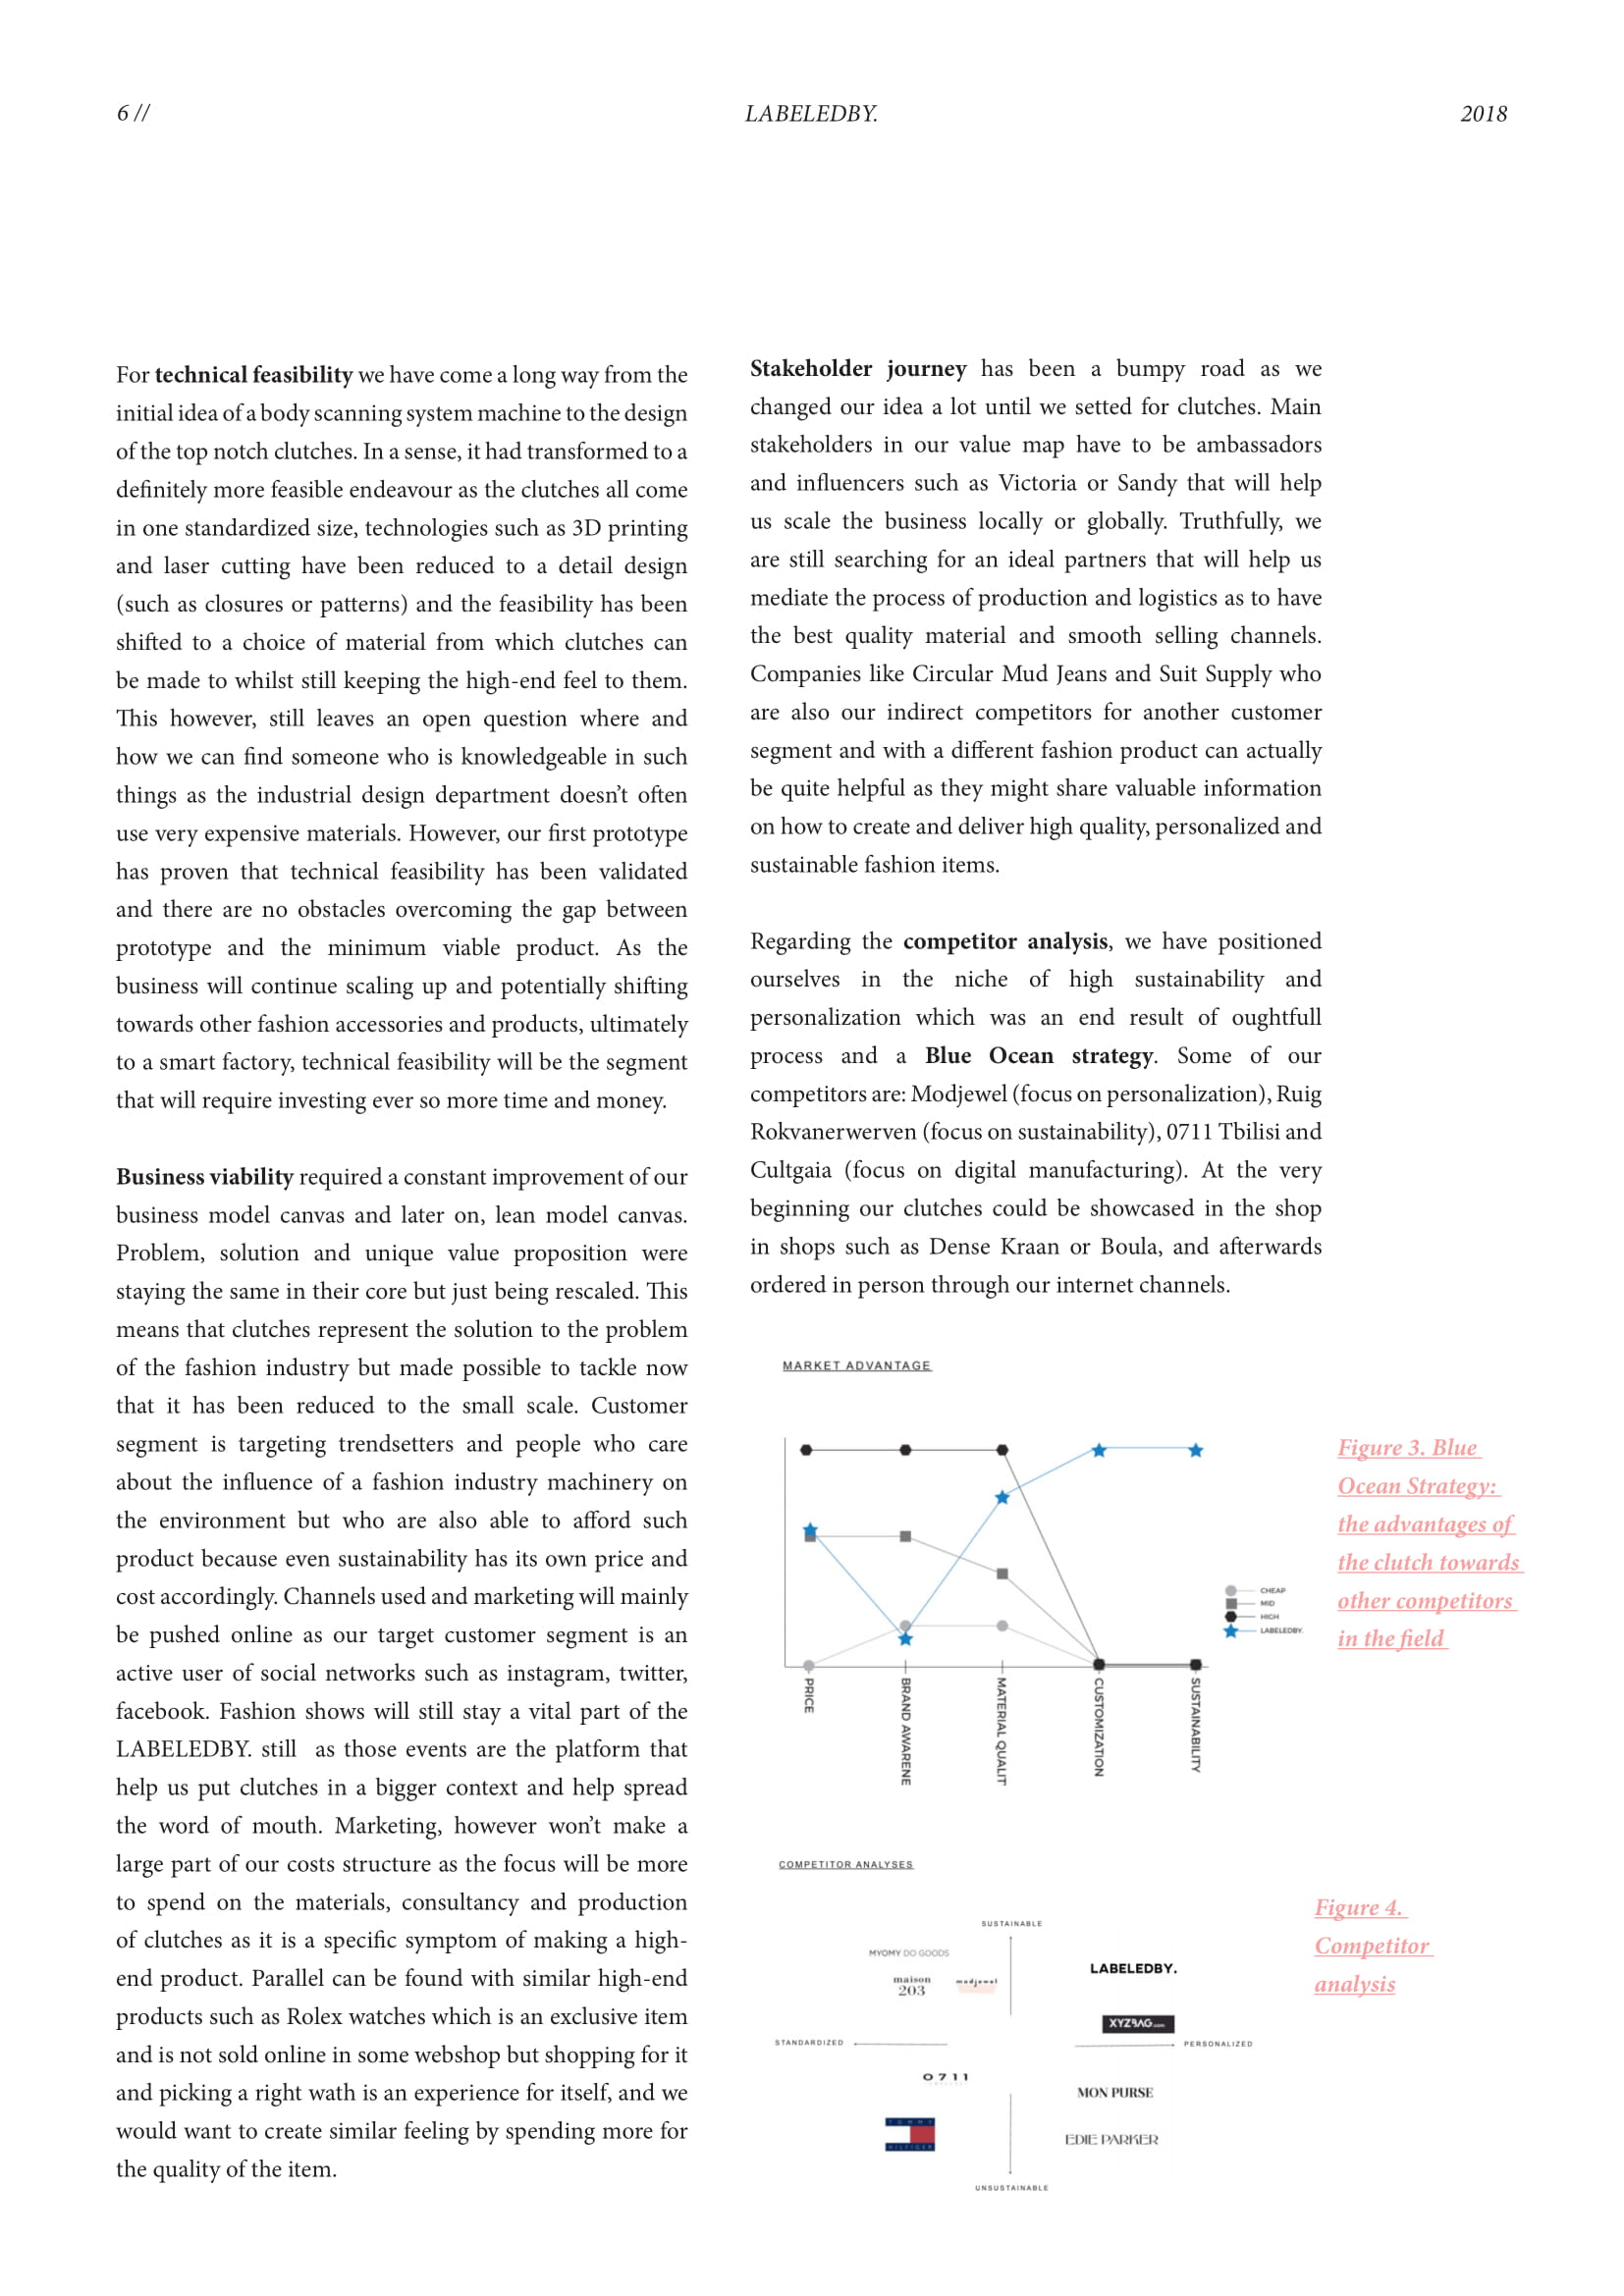 6 //
LABELEDBY.
2018
For technical feasibility we have come a long way from the
initial idea of a body scanning system machine to the design
of the top notch clutches. In a sense, it had transformed to a
definitely more feasible endeavour as the clutches all come
in one standardized size, technologies such as 3D printing
and laser cutting have been reduced to a detail design
(such as closures or patterns) and the feasibility has been
shifted to a choice of material from which clutches can
be made to whilst still keeping the high-end feel to them.
This however, still leaves an open question where and
how we can find someone who is knowledgeable in such
things as the industrial design department doesn't often
use very expensive materials. However, our first prototype
has proven that technical feasibility has been validated
and there are no obstacles overcoming the gap between
prototype and the minimum viable product. As the
business will continue scaling up and potentially shifting
towards other fashion accessories and products, ultimately
to a smart factory, technical feasibility will be the segment
that will require investing ever so more time and money.
Business viability required a constant improvement of our
business model canvas and later on, lean model canvas.
Problem, solution and unique value proposition were
staying the same in their core but just being rescaled. This
means that clutches represent the solution to the problem
of the fashion industry but made possible to tackle now
that it has been reduced to the small scale. Customer
segment is targeting trendsetters and people who care
about the influence of a fashion industry machinery on
the environment but who are also able to afford such
product because even sustainability has its own price and
cost accordingly. Channels used and marketing will mainly
be pushed online as our target customer segment is an
active user of social networks such as instagram, twitter,
facebook. Fashion shows will still stay a vital part of the
LABELEDBY. still as those events are the platform that
help us put clutches in a bigger context and help spread
the word of mouth. Marketing, however won't make a
large part of our costs structure as the focus will be more
to spend on the materials, consultancy and production
of clutches as it is a specific symptom of making a high-
end product. Parallel can be found with similar high-end
products such as Rolex watches which is an exclusive item
and is not sold online in some webshop but shopping for it
and picking a right wath is an experience for itself, and we
would want to create similar feeling by spending more for
the quality of the item.
Stakeholder journey has been a bumpy road as we
changed our idea a lot until we setted for clutches. Main
stakeholders in our value map have to be ambassadors
and influencers such as Victoria or Sandy that will help
us scale the business locally or globally. Truthfully, we
are still searching for an ideal partners that will help us
mediate the process of production and logistics as to have
the best quality material and smooth selling channels.
Companies like Circular Mud Jeans and Suit Supply who
are also our indirect competitors for another customer
segment and with a different fashion product can actually
be quite helpful as they might share valuable information
on how to create and deliver high quality, personalized and
sustainable fashion items.
Regarding the competitor analysis, we have positioned
ourselves in the niche of high sustainability and
personalization which was an end result of oughtfull
process and a Blue Ocean strategy. Some of our
competitors are: Modjewel (focus on personalization), Ruig
Rokvanerwerven (focus on sustainability), 0711 Tbilisi and
Cultgaia (focus on digital manufacturing). At the very
beginning our clutches could be showcased in the shop
in shops such as Dense Kraan or Boula, and afterwards
ordered in person through our internet channels.
MARKET ADVANTAGE
CHEAP
MID
HIGH
LABELEDBY.
PRICE
BRAND AWARENE
MATERIAL QUALIT
CUSTOMIZATION
SUSTAINABILITY
Figure 3. Blue
Ocean Strategy:
the advantages of
the clutch towards
other competitors
in the field
COMPETITOR ANALYSES
SUSTAINABLE
MYOMY DO GOODS
maison
203
modjewel
LABELEDBY.
XYZBAG.com
STANDARDIZED
PERSONALIZED
0711
MON PURSE
TOMMY
HILFIGER
EDIE PARKER
UNSUSTAINABLE
Figure 4.
Competitor
analysis